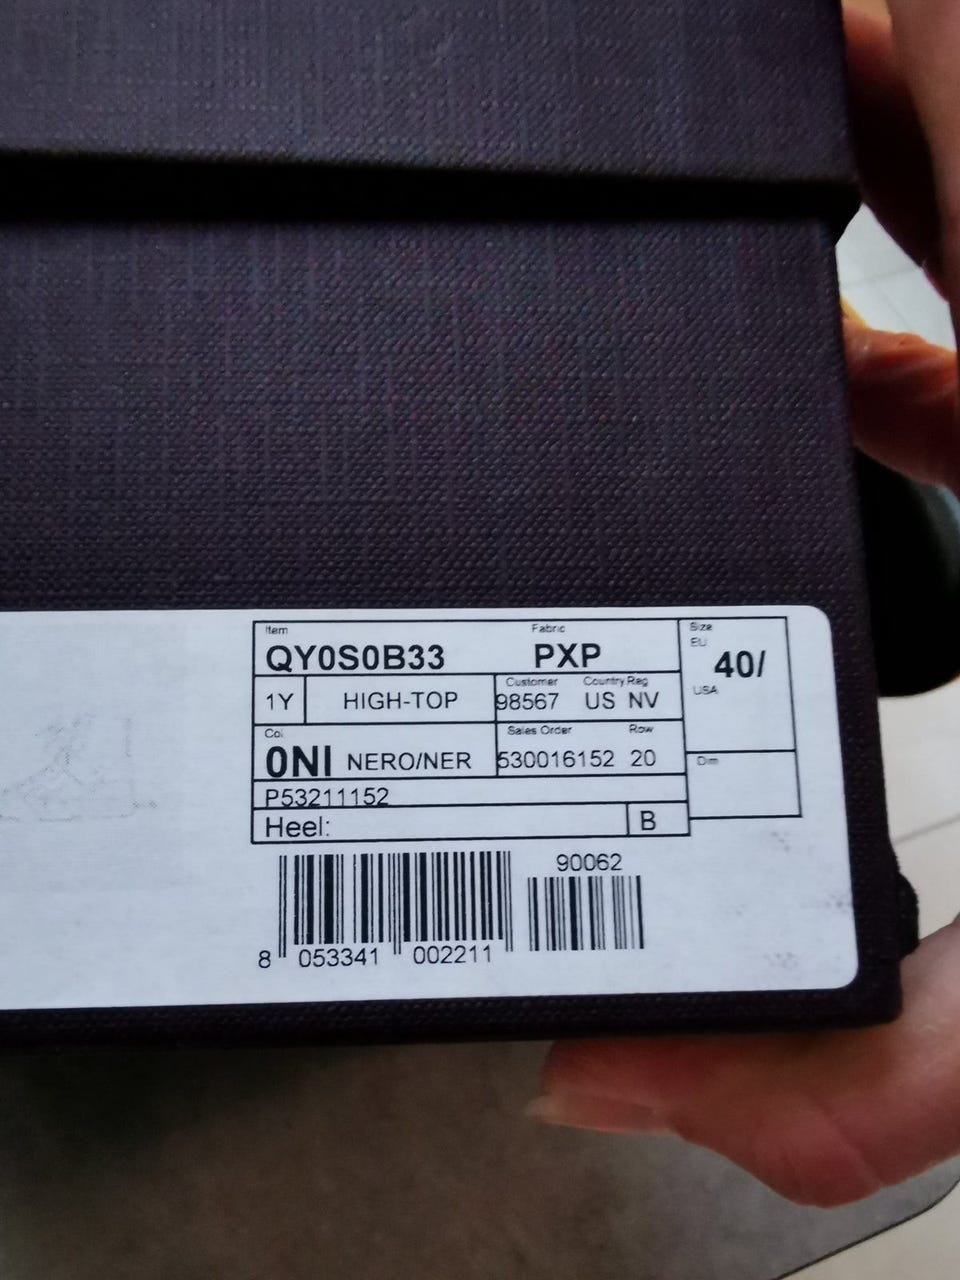 Item Fabric Size
QY0S0B33 PXP EU 40/
1Y HIGH-TOP Customer 98567 Country US Reg NV USA
Col 0NI NERO/NER Sales Order 530016152 Row 20 Dim
P53211152
Heel: B
90062
8 053341 002211